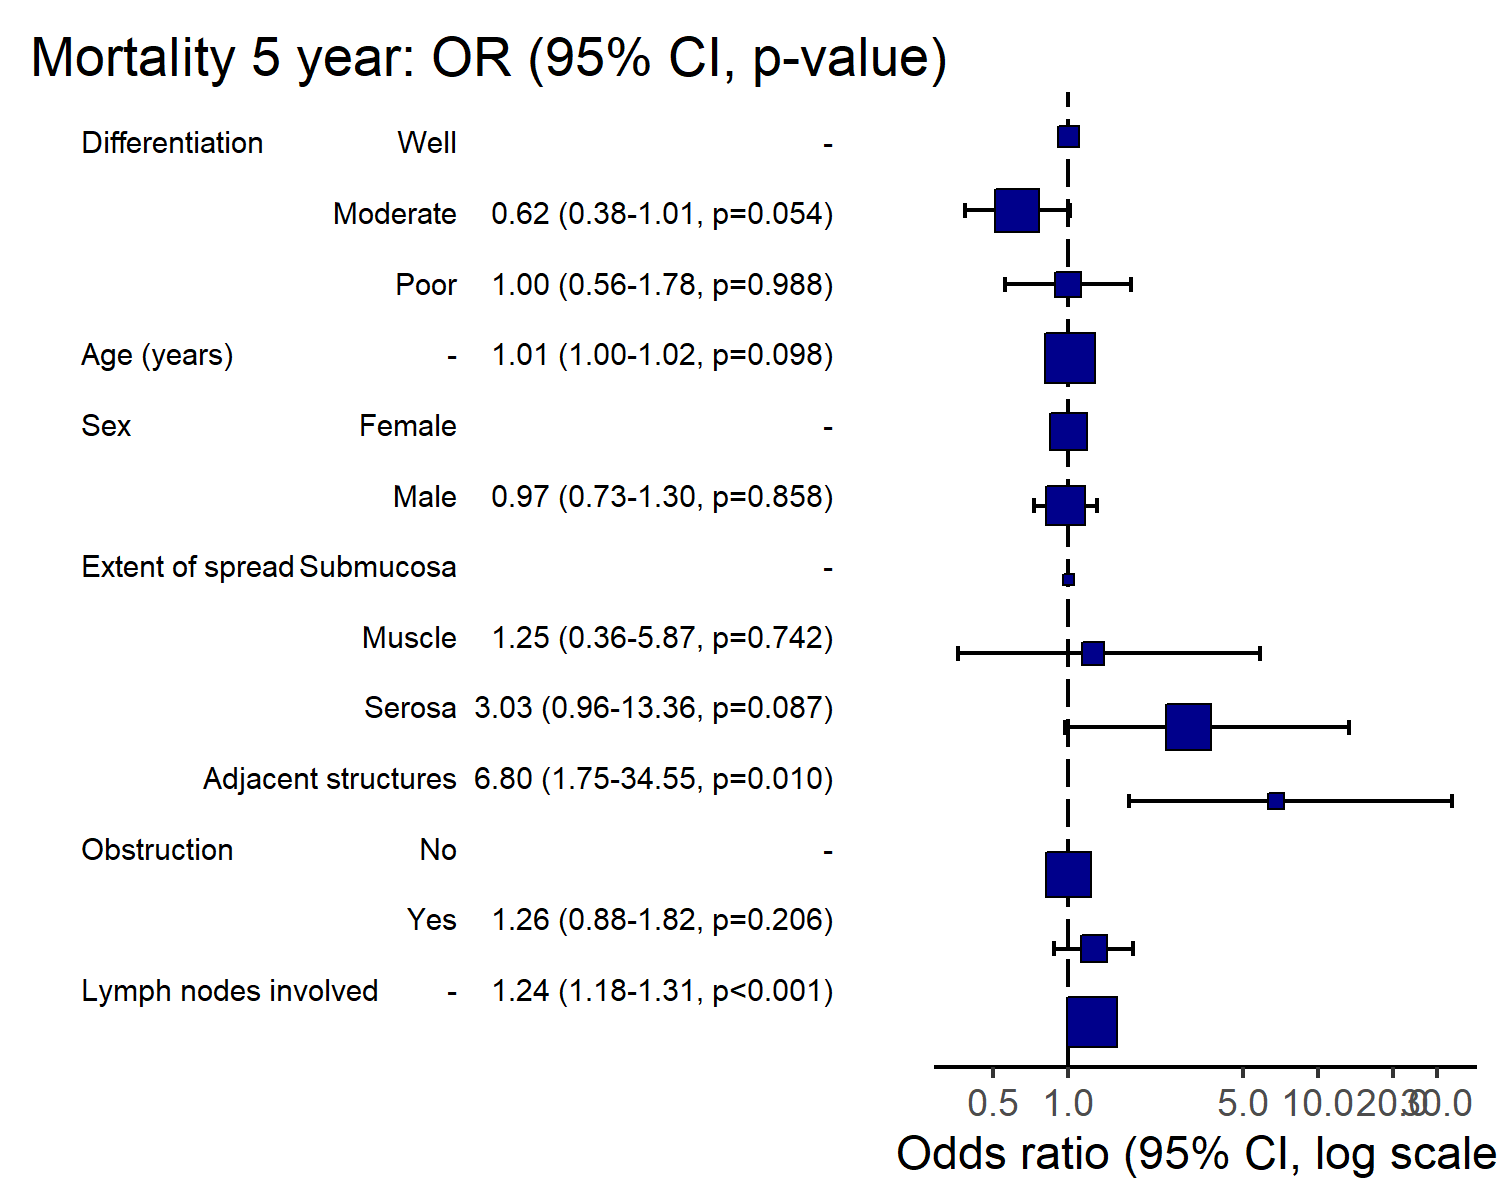 Mortality 5 year: OR (95% CI, p-value)
Differentiation Well -
Moderate 0.62 (0.38-1.01, p=0.054)
Poor 1.00 (0.56-1.78, p=0.988)
Age (years) - 1.01 (1.00-1.02, p=0.098)
Sex Female -
Male 0.97 (0.73-1.30, p=0.858)
Extent of spread Submucosa -
Muscle 1.25 (0.36-5.87, p=0.742)
Serosa 3.03 (0.96-13.36, p=0.087)
Adjacent structures 6.80 (1.75-34.55, p=0.010)
Obstruction No -
Yes 1.26 (0.88-1.82, p=0.206)
Lymph nodes involved - 1.24 (1.18-1.31, p<0.001)
0.5 1.0 5.0 10.0 20.0 30.0
Odds ratio (95% CI, log scale